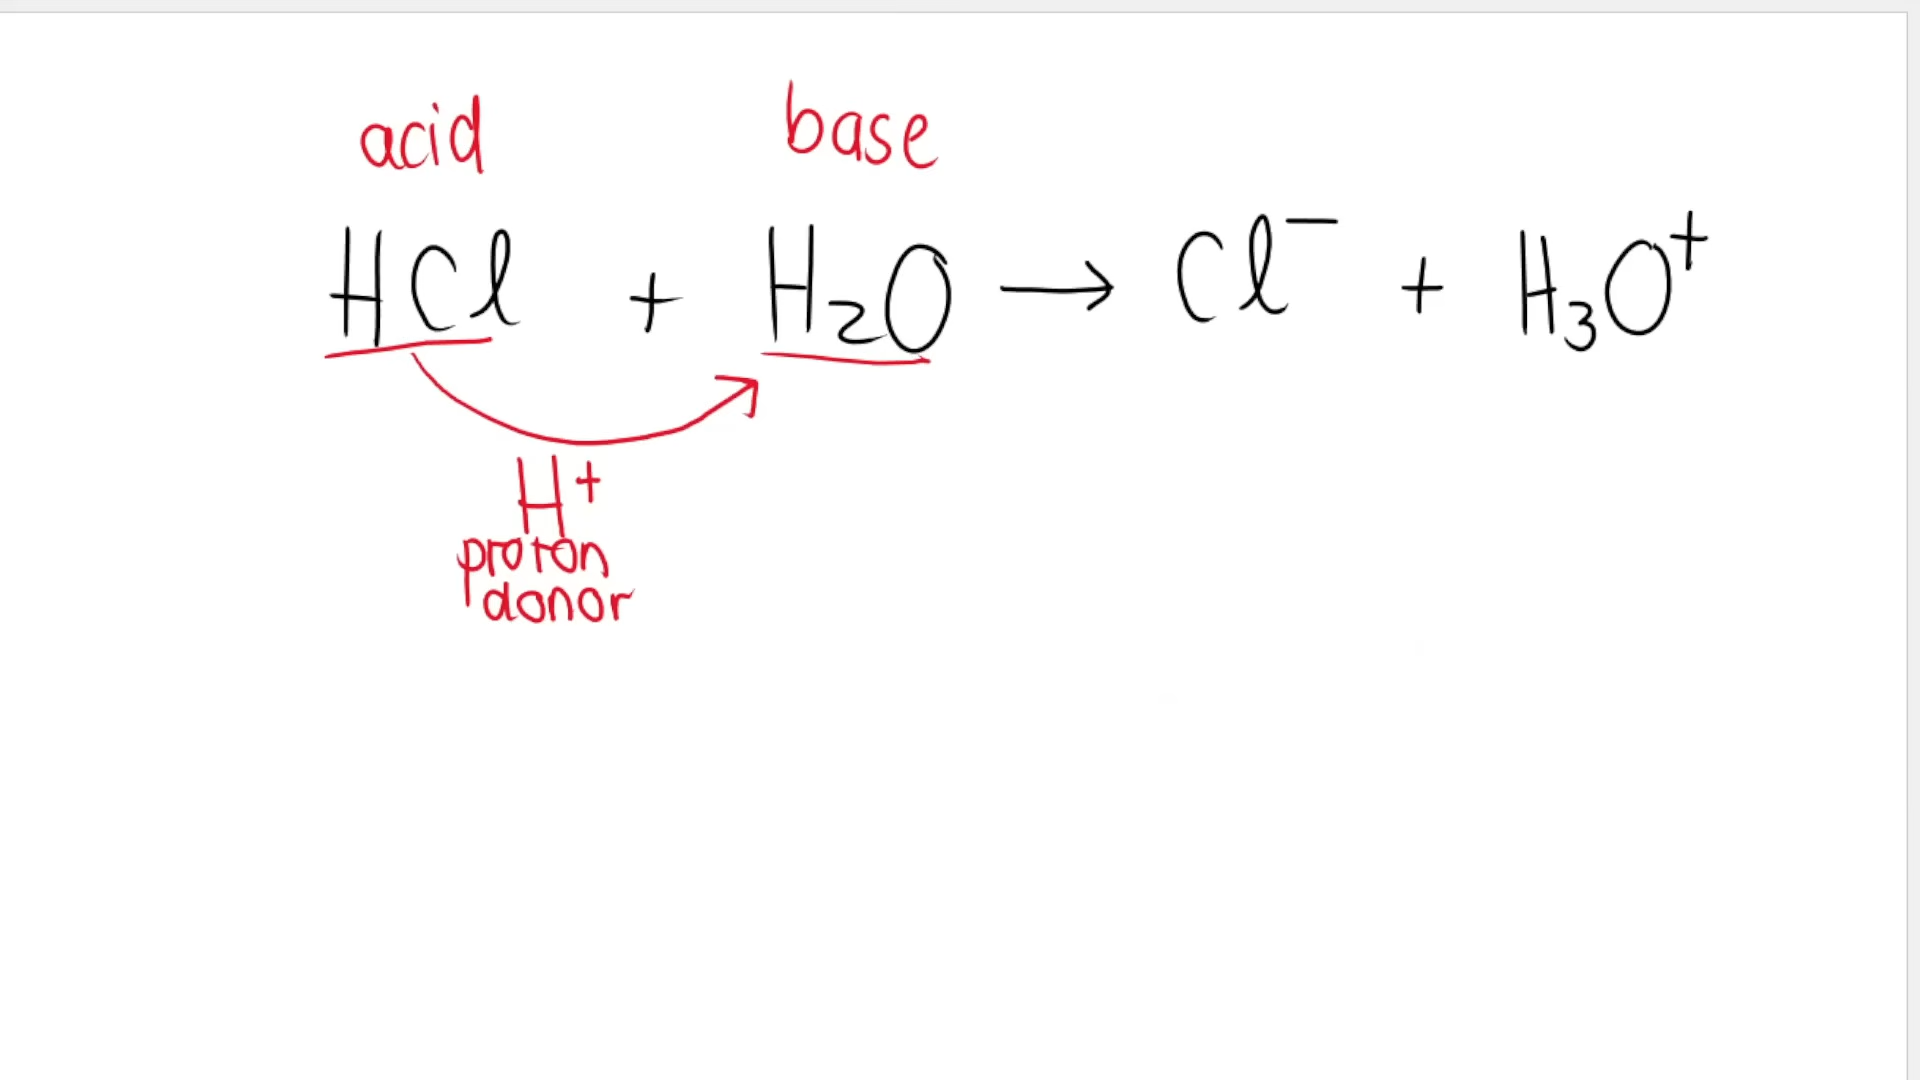 acid base
HCl + H₂O → Cl⁻ + H₃O⁺
H⁺
proton
donor